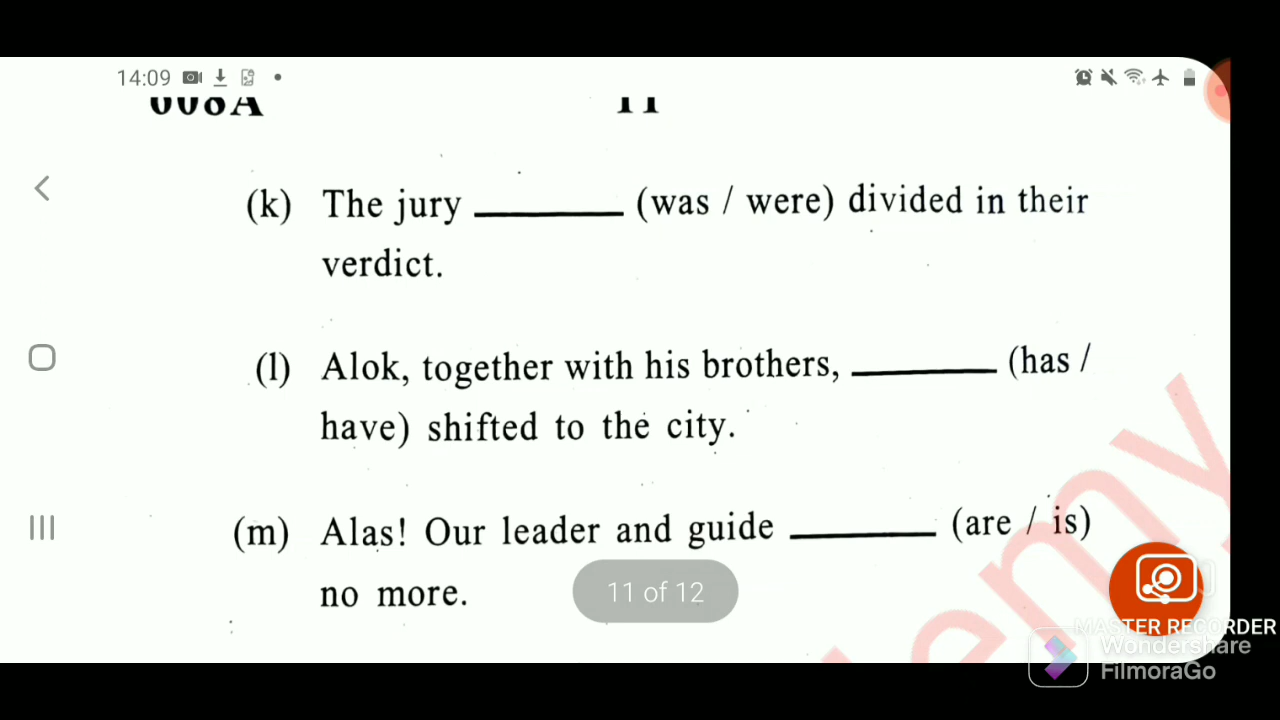 14:09
008A 11
(k) The jury ________ (was / were) divided in their
verdict.
(l) Alok, together with his brothers, ________ (has /
have) shifted to the city.
(m) Alas! Our leader and guide ________ (are / is)
no more.
11 of 12
MASTER RECORDER
Wondershare
FilmoraGo